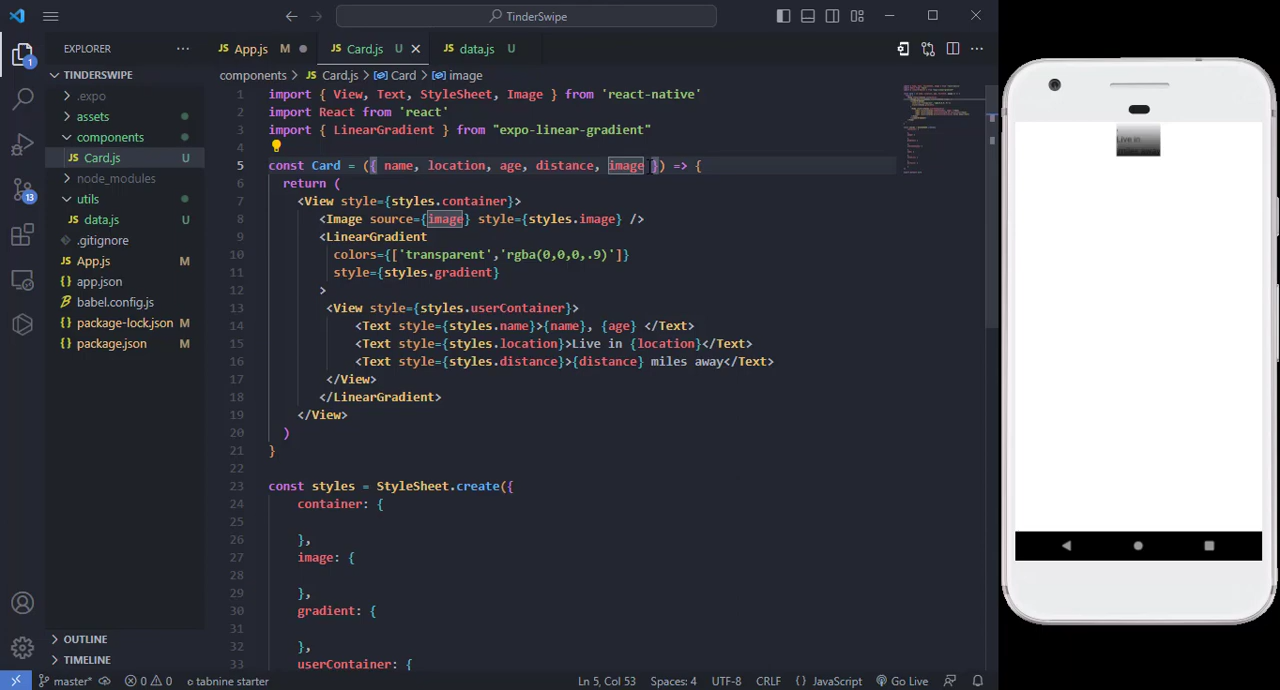 TinderSwipe
EXPLORER
App.js M
Card.js U
data.js U
TINDERSWIPE
components > Card.js > Card > image
.expo
assets
components
Card.js U
node_modules
utils
data.js U
.gitignore
App.js M
app.json
babel.config.js
package-lock.json M
package.json M
OUTLINE
TIMELINE
1
13
1 import { View, Text, StyleSheet, Image } from 'react-native'
2 import React from 'react'
3 import { LinearGradient } from "expo-linear-gradient"
4
5 const Card = ({ name, location, age, distance, image }) => {
6 return (
7 <View style={styles.container}>
8 <Image source={image} style={styles.image} />
9 <LinearGradient
10 colors={['transparent','rgba(0,0,0,.9)']}
11 style={styles.gradient}
12 >
13 <View style={styles.userContainer}>
14 <Text style={styles.name}>{name}, {age} </Text>
15 <Text style={styles.location}>Live in {location}</Text>
16 <Text style={styles.distance}>{distance} miles away</Text>
17 </View>
18 </LinearGradient>
19 </View>
20 )
21 }
22
23 const styles = StyleSheet.create({
24 container: {
25
26 },
27 image: {
28
29 },
30 gradient: {
31
32 },
33 userContainer: {
Live in
master* 0 0 tabnine starter Ln 5, Col 53 Spaces: 4 UTF-8 CRLF {} JavaScript Go Live